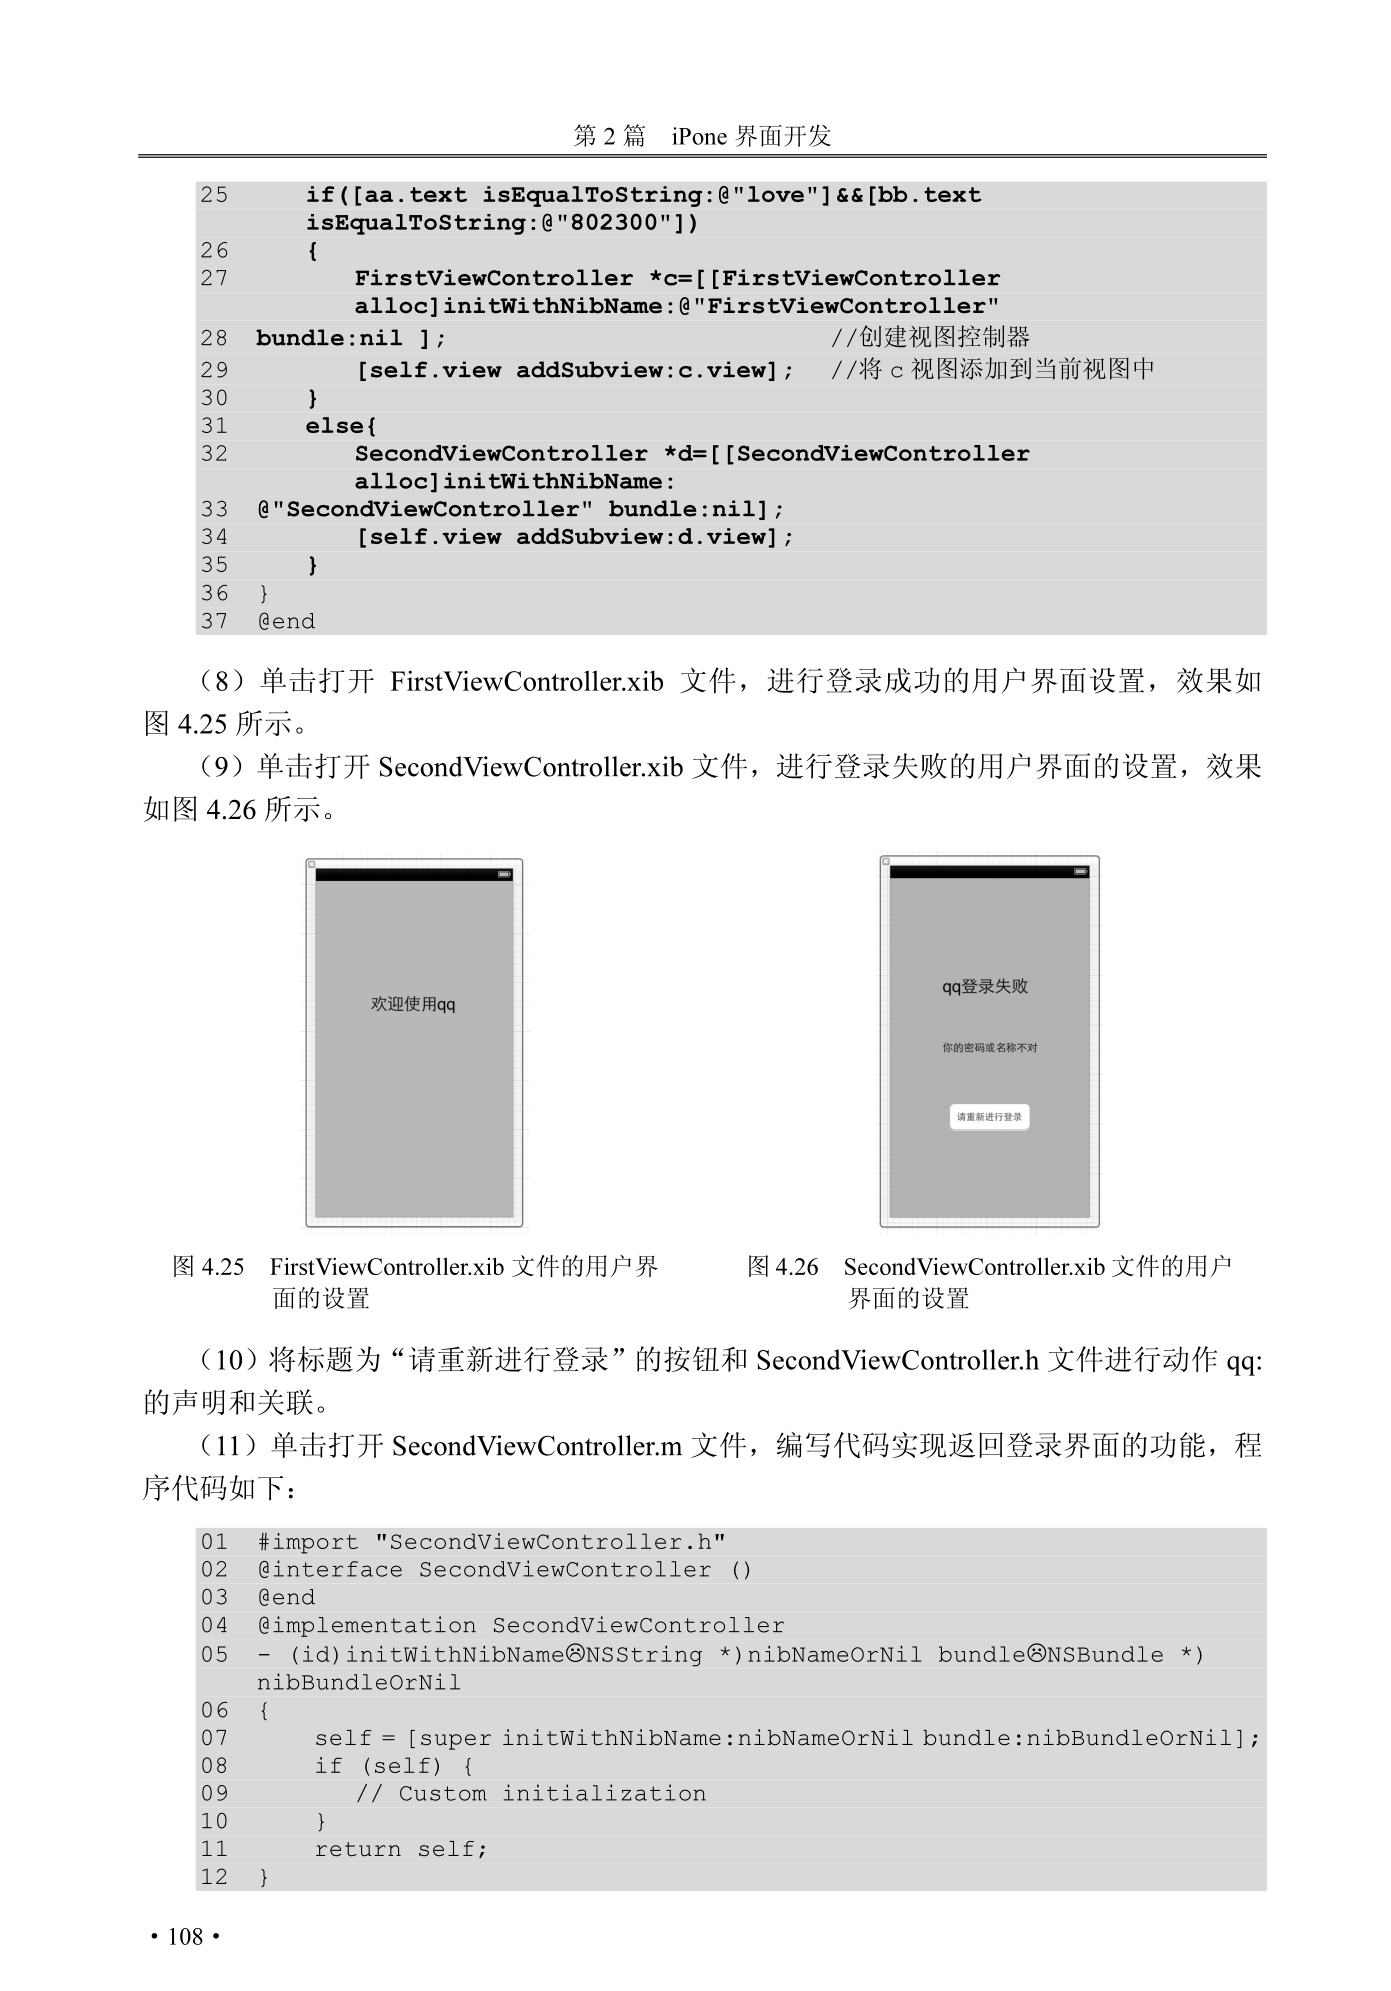 第 2 篇　iPone 界面开发
25 if([aa.text isEqualToString:@"love"]&&[bb.text
isEqualToString:@"802300"])
26 {
27 FirstViewController *c=[[FirstViewController
alloc]initWithNibName:@"FirstViewController"
28 bundle:nil ]; //创建视图控制器
29 [self.view addSubview:c.view]; //将 c 视图添加到当前视图中
30 }
31 else{
32 SecondViewController *d=[[SecondViewController
alloc]initWithNibName:
33 @"SecondViewController" bundle:nil];
34 [self.view addSubview:d.view];
35 }
36 }
37 @end
（8）单击打开 FirstViewController.xib 文件，进行登录成功的用户界面设置，效果如
图 4.25 所示。
（9）单击打开 SecondViewController.xib 文件，进行登录失败的用户界面的设置，效果
如图 4.26 所示。
欢迎使用qq
qq登录失败
你的密码或名称不对
请重新进行登录
图 4.25　FirstViewController.xib 文件的用户界
面的设置
图 4.26　SecondViewController.xib 文件的用户
界面的设置
（10）将标题为“请重新进行登录”的按钮和 SecondViewController.h 文件进行动作 qq:
的声明和关联。
（11）单击打开 SecondViewController.m 文件，编写代码实现返回登录界面的功能，程
序代码如下：
01 #import "SecondViewController.h"
02 @interface SecondViewController ()
03 @end
04 @implementation SecondViewController
05 - (id)initWithNibName☹NSString *)nibNameOrNil bundle☹NSBundle *)
nibBundleOrNil
06 {
07 self = [super initWithNibName:nibNameOrNil bundle:nibBundleOrNil];
08 if (self) {
09 // Custom initialization
10 }
11 return self;
12 }
• 108 •